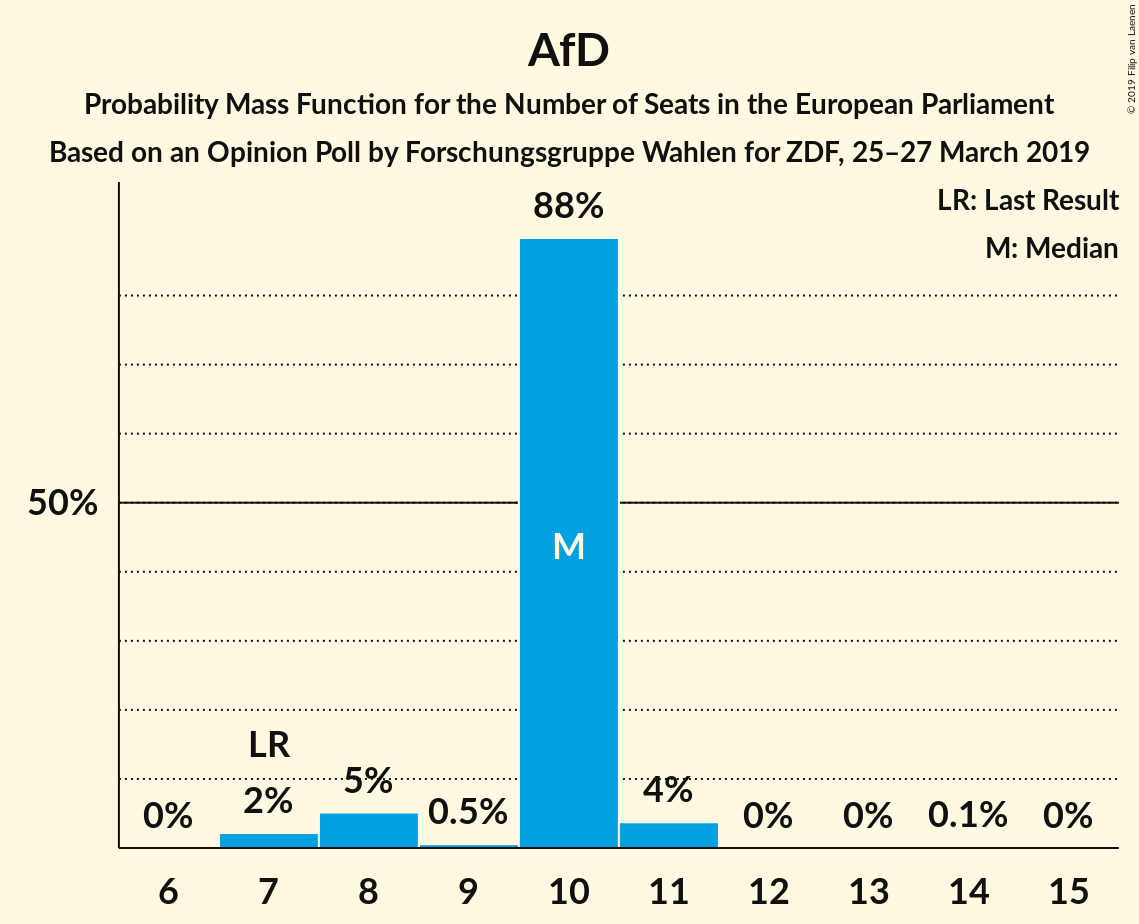 AfD
Probability Mass Function for the Number of Seats in the European Parliament
Based on an Opinion Poll by Forschungsgruppe Wahlen for ZDF, 25–27 March 2019
© 2019 Filip van Laenen
LR: Last Result
M: Median
88%
50%
M
LR
0% 2% 5% 0.5% 4% 0% 0% 0.1% 0%
6 7 8 9 10 11 12 13 14 15